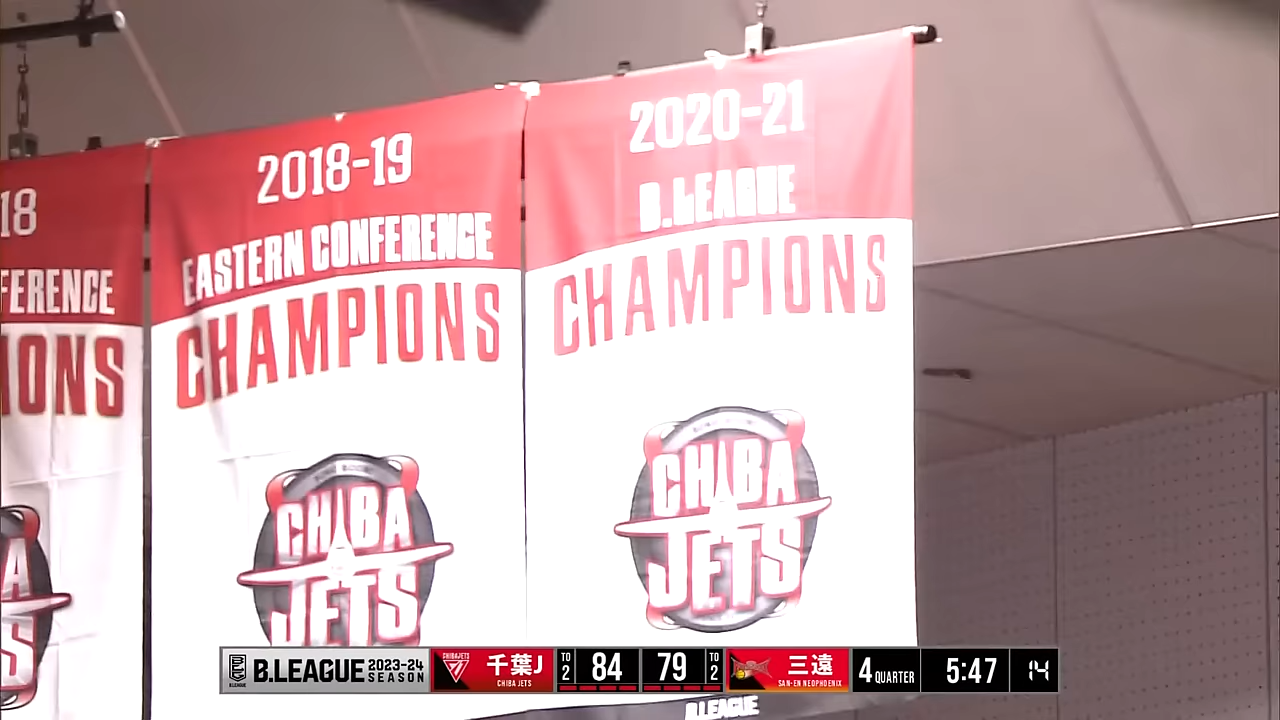 18
2018-19
2020-21
FERENCE
EASTERN CONFERENCE
B.LEAGUE
IONS
CHAMPIONS
CHAMPIONS
A
S
CHIBA
JETS
CHIBA
JETS
B.LEAGUE
B.LEAGUE
2023-24
SEASON
CHIBAJETS
千葉J
CHIBA JETS
TO
2
84
79
TO
2
三遠
SAN-EN NEOPHOENIX
4 QUARTER
5:47
14
B.LEAGUE